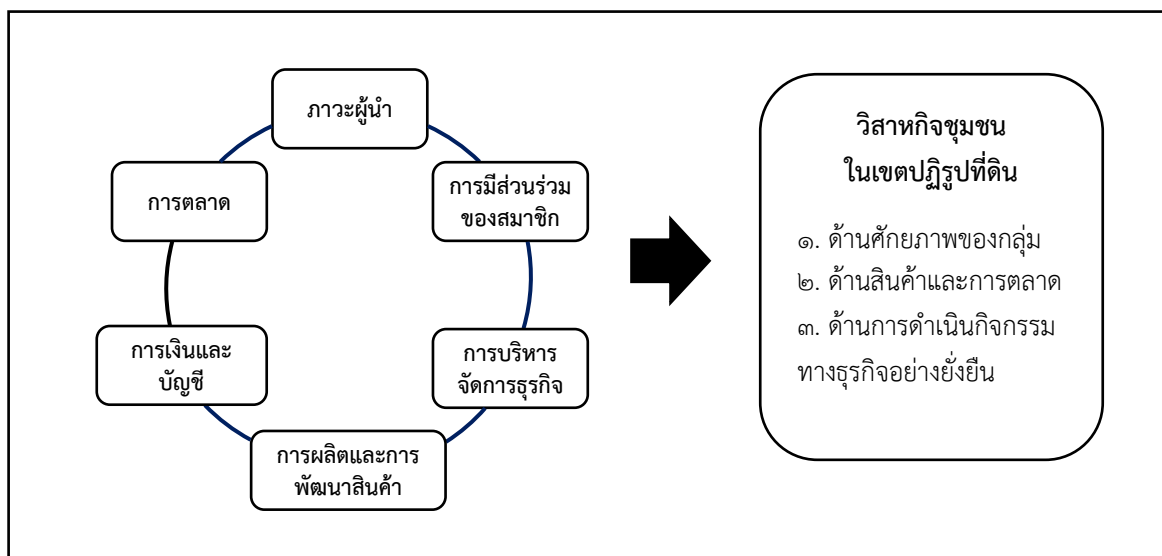 ภาวะผู้นำ
การมีส่วนร่วม
ของสมาชิก
การบริหาร
จัดการธุรกิจ
การผลิตและการ
พัฒนาสินค้า
การเงินและ
บัญชี
การตลาด
วิสาหกิจชุมชน
ในเขตปฏิรูปที่ดิน
๑. ด้านศักยภาพของกลุ่ม
๒. ด้านสินค้าและการตลาด
๓. ด้านการดำเนินกิจกรรม
ทางธุรกิจอย่างยั่งยืน